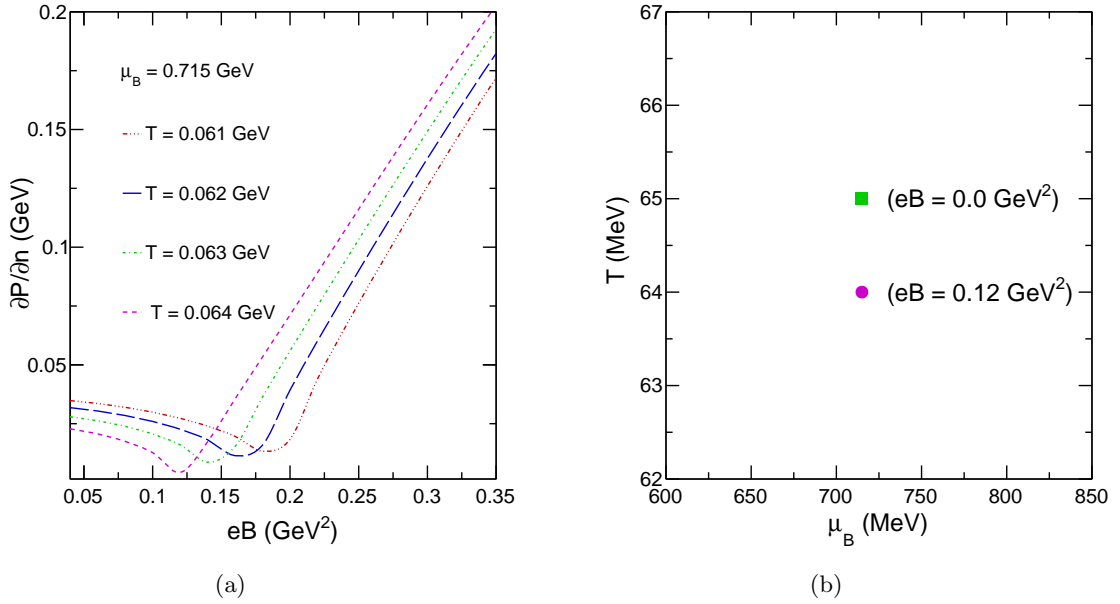 0.2
0.15
0.1
0.05
∂P/∂n (GeV)
μ_B = 0.715 GeV
T = 0.061 GeV
T = 0.062 GeV
T = 0.063 GeV
T = 0.064 GeV
0.05 0.1 0.15 0.2 0.25 0.3 0.35
eB (GeV²)
(a)
67
66
65
64
63
62
T (MeV)
(eB = 0.0 GeV²)
(eB = 0.12 GeV²)
600 650 700 750 800 850
μ_B (MeV)
(b)